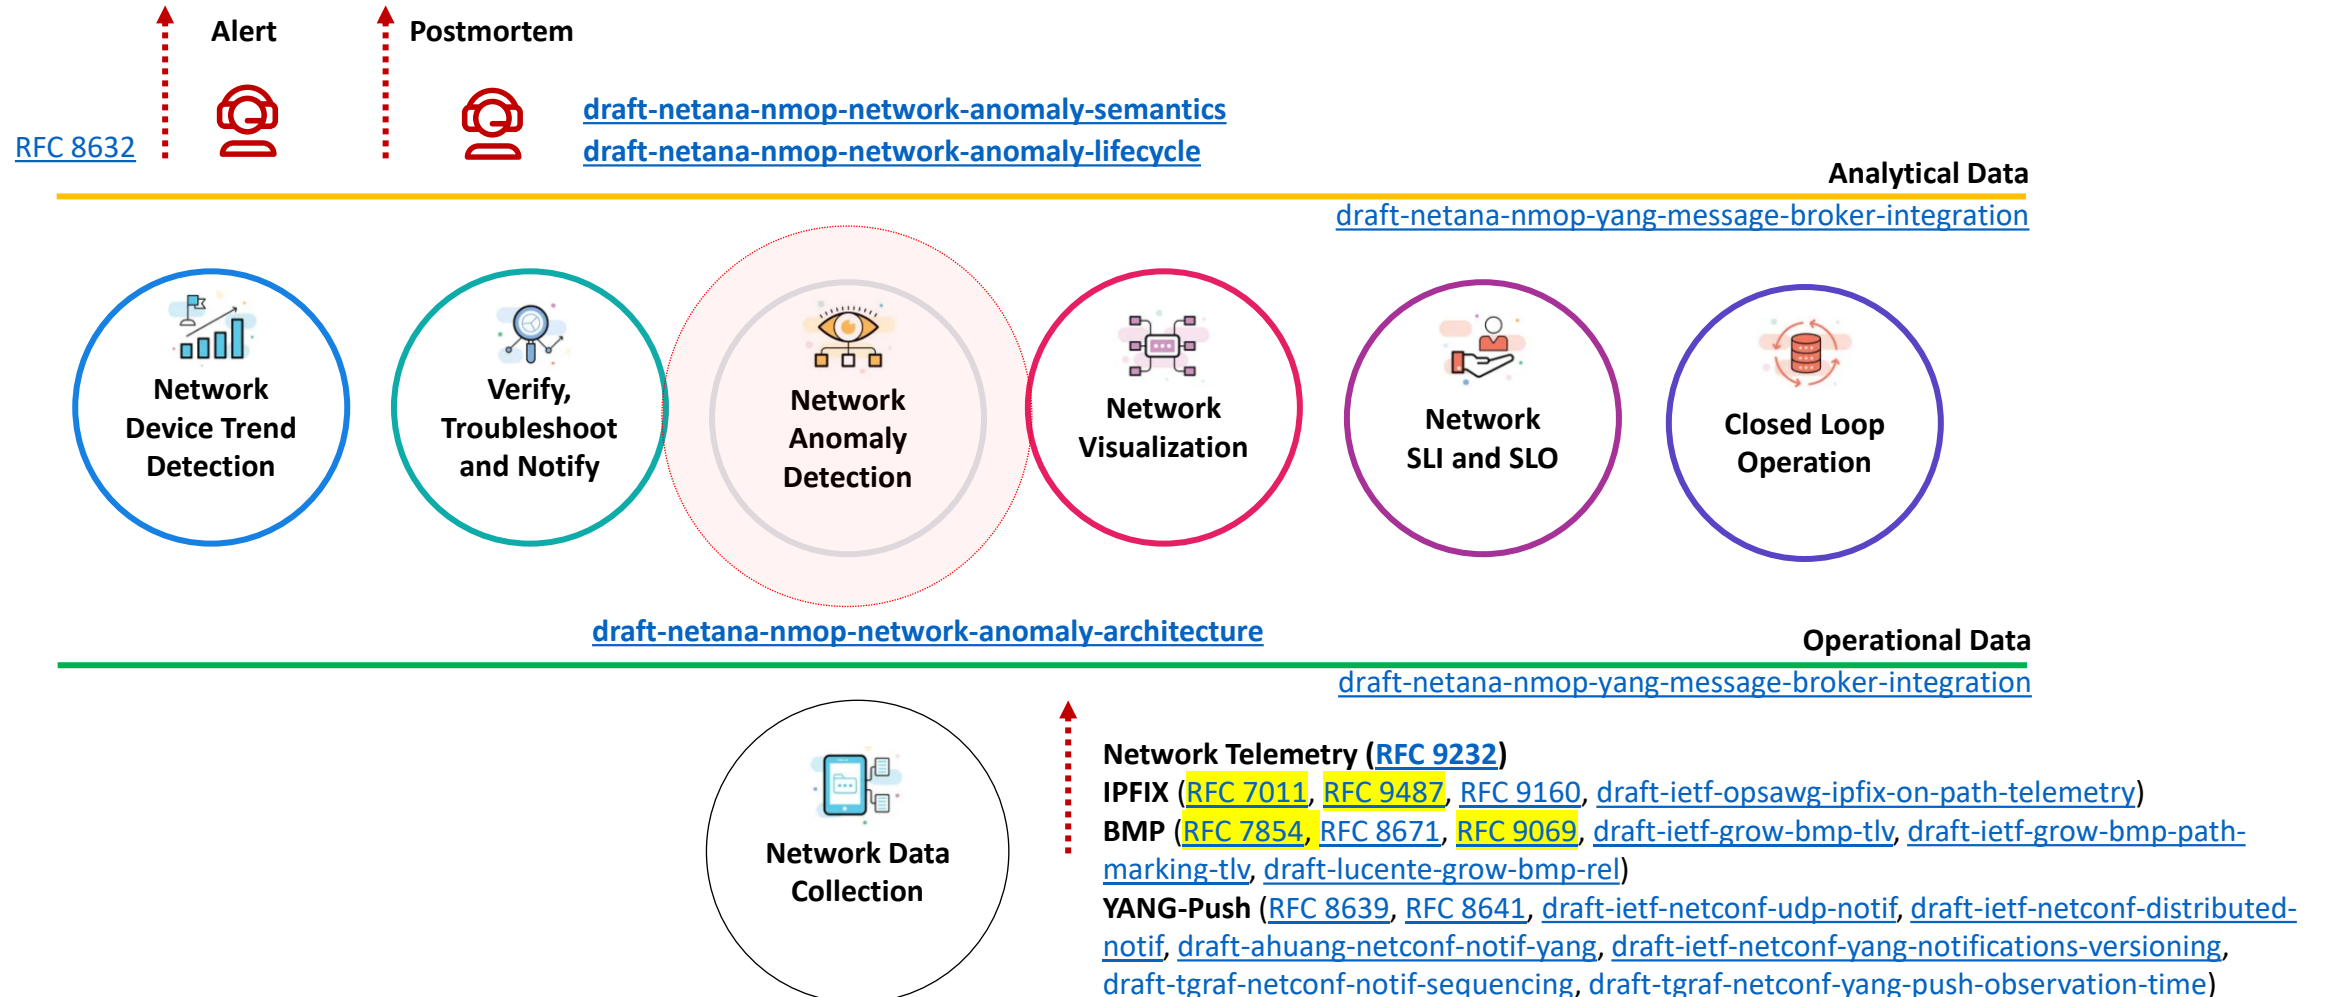 Alert
Postmortem
draft-netana-nmop-network-anomaly-semantics
RFC 8632
draft-netana-nmop-network-anomaly-lifecycle
Analytical Data
draft-netana-nmop-yang-message-broker-integration
Network
Device Trend
Detection
Verify,
Troubleshoot
and Notify
Network
Anomaly
Detection
Network
Visualization
Network
SLI and SLO
Closed Loop
Operation
draft-netana-nmop-network-anomaly-architecture
Operational Data
draft-netana-nmop-yang-message-broker-integration
Network Data
Collection
Network Telemetry (RFC 9232)
IPFIX (RFC 7011, RFC 9487, RFC 9160, draft-ietf-opsawg-ipfix-on-path-telemetry)
BMP (RFC 7854, RFC 8671, RFC 9069, draft-ietf-grow-bmp-tlv, draft-ietf-grow-bmp-path-
marking-tlv, draft-lucente-grow-bmp-rel)
YANG-Push (RFC 8639, RFC 8641, draft-ietf-netconf-udp-notif, draft-ietf-netconf-distributed-
notif, draft-ahuang-netconf-notif-yang, draft-ietf-netconf-yang-notifications-versioning,
draft-tgraf-netconf-notif-sequencing, draft-tgraf-netconf-yang-push-observation-time)